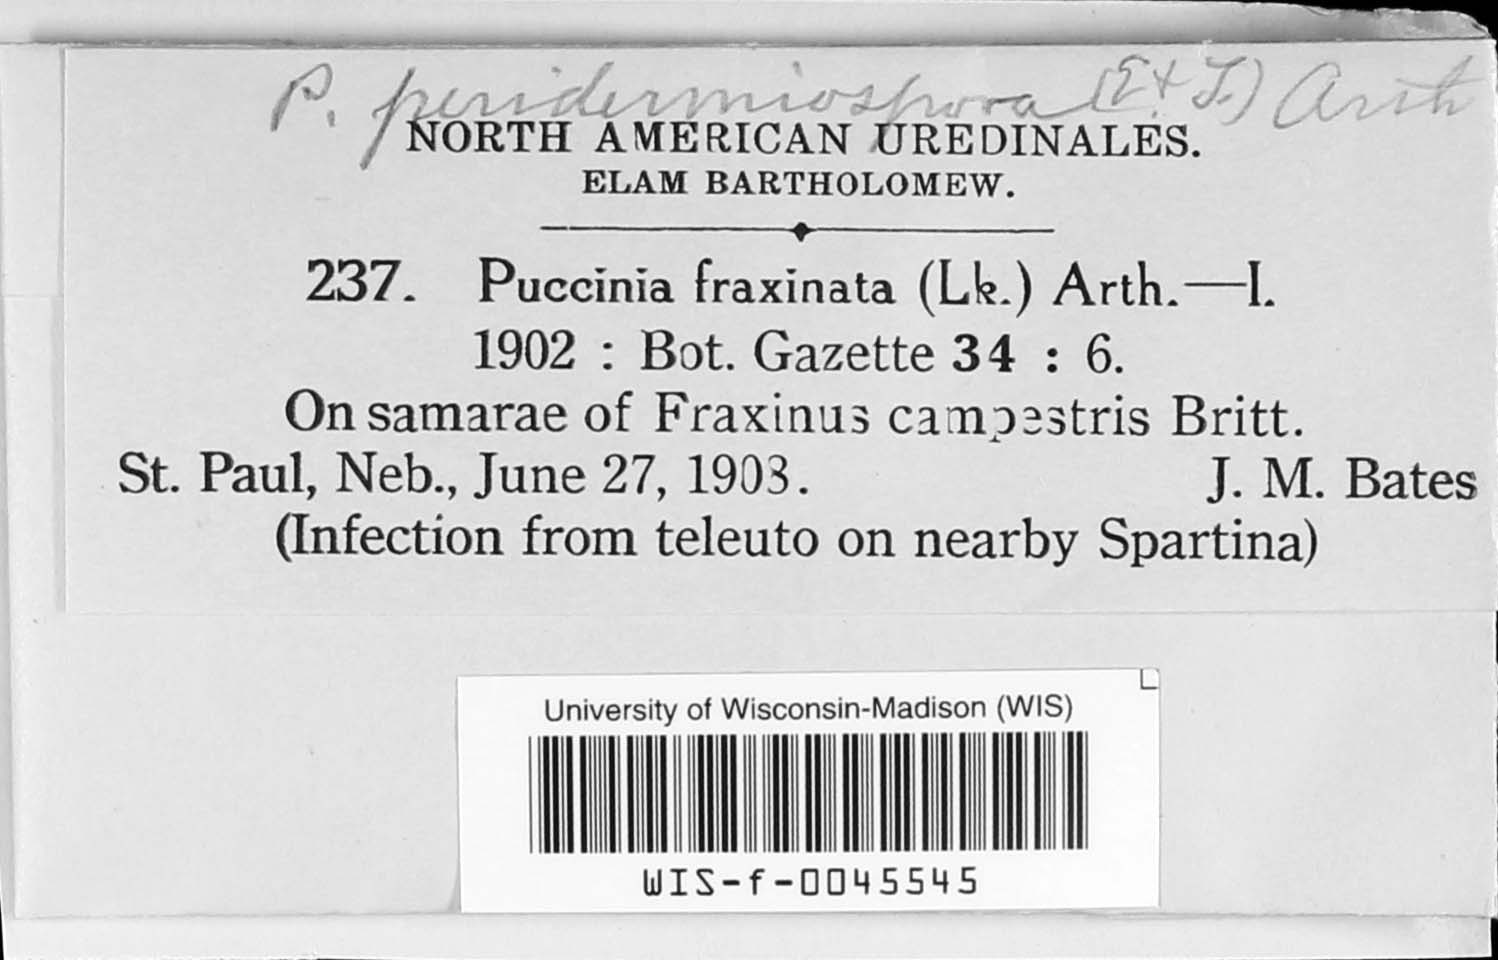 P. peridermiospora (E & T.) Arth
NORTH AMERICAN UREDINALES.
ELAM BARTHOLOMEW.
237. Puccinia fraxinata (Lk.) Arth.—I.
1902 : Bot. Gazette 34 : 6.
On samarae of Fraxinus campestris Britt.
St. Paul, Neb., June 27, 1903. J. M. Bates
(Infection from teleuto on nearby Spartina)
University of Wisconsin-Madison (WIS)
WIS-f-0045545